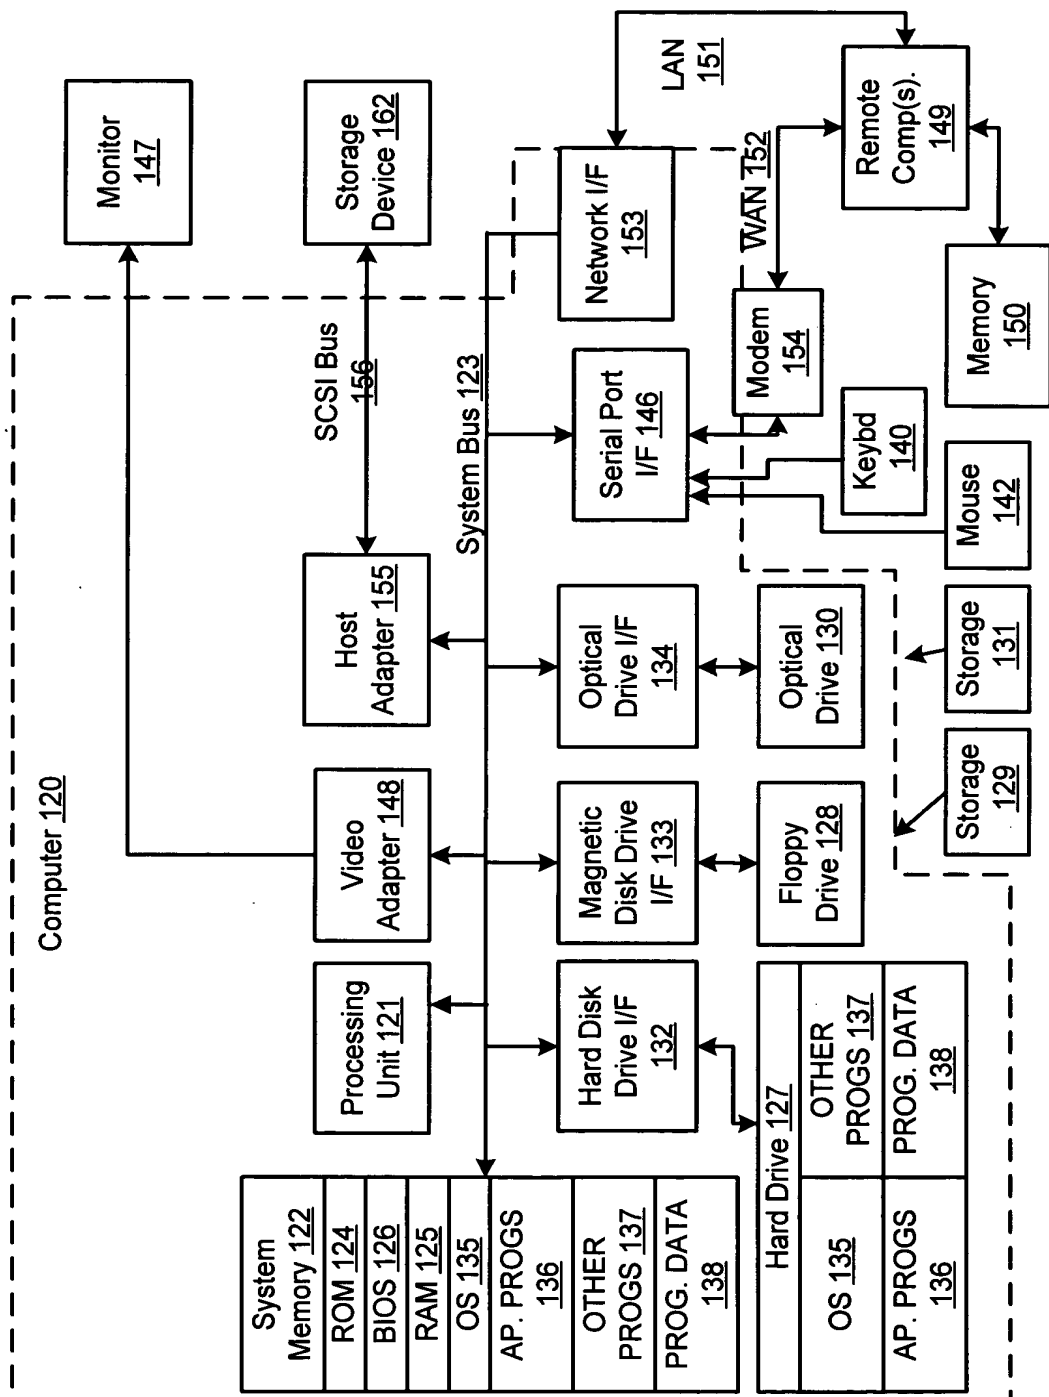 Computer 120
Monitor
147
Storage
Device 162
SCSI Bus
156
System
Memory 122
ROM 124
BIOS 126
RAM 125
OS 135
AP. PROGS
136
OTHER
PROGS 137
PROG. DATA
138
Processing
Unit 121
Video
Adapter 148
Host
Adapter 155
System Bus 123
Hard Disk
Drive I/F
132
Magnetic
Disk Drive
I/F 133
Optical
Drive I/F
134
Serial Port
I/F 146
Network I/F
153
LAN
151
WAN 152
Hard Drive 127
OS 135
OTHER
PROGS 137
AP. PROGS
136
PROG. DATA
138
Floppy
Drive 128
Optical
Drive 130
Modem
154
Remote
Comp(s).
149
Keybd
140
Storage
129
Storage
131
Mouse
142
Memory
150